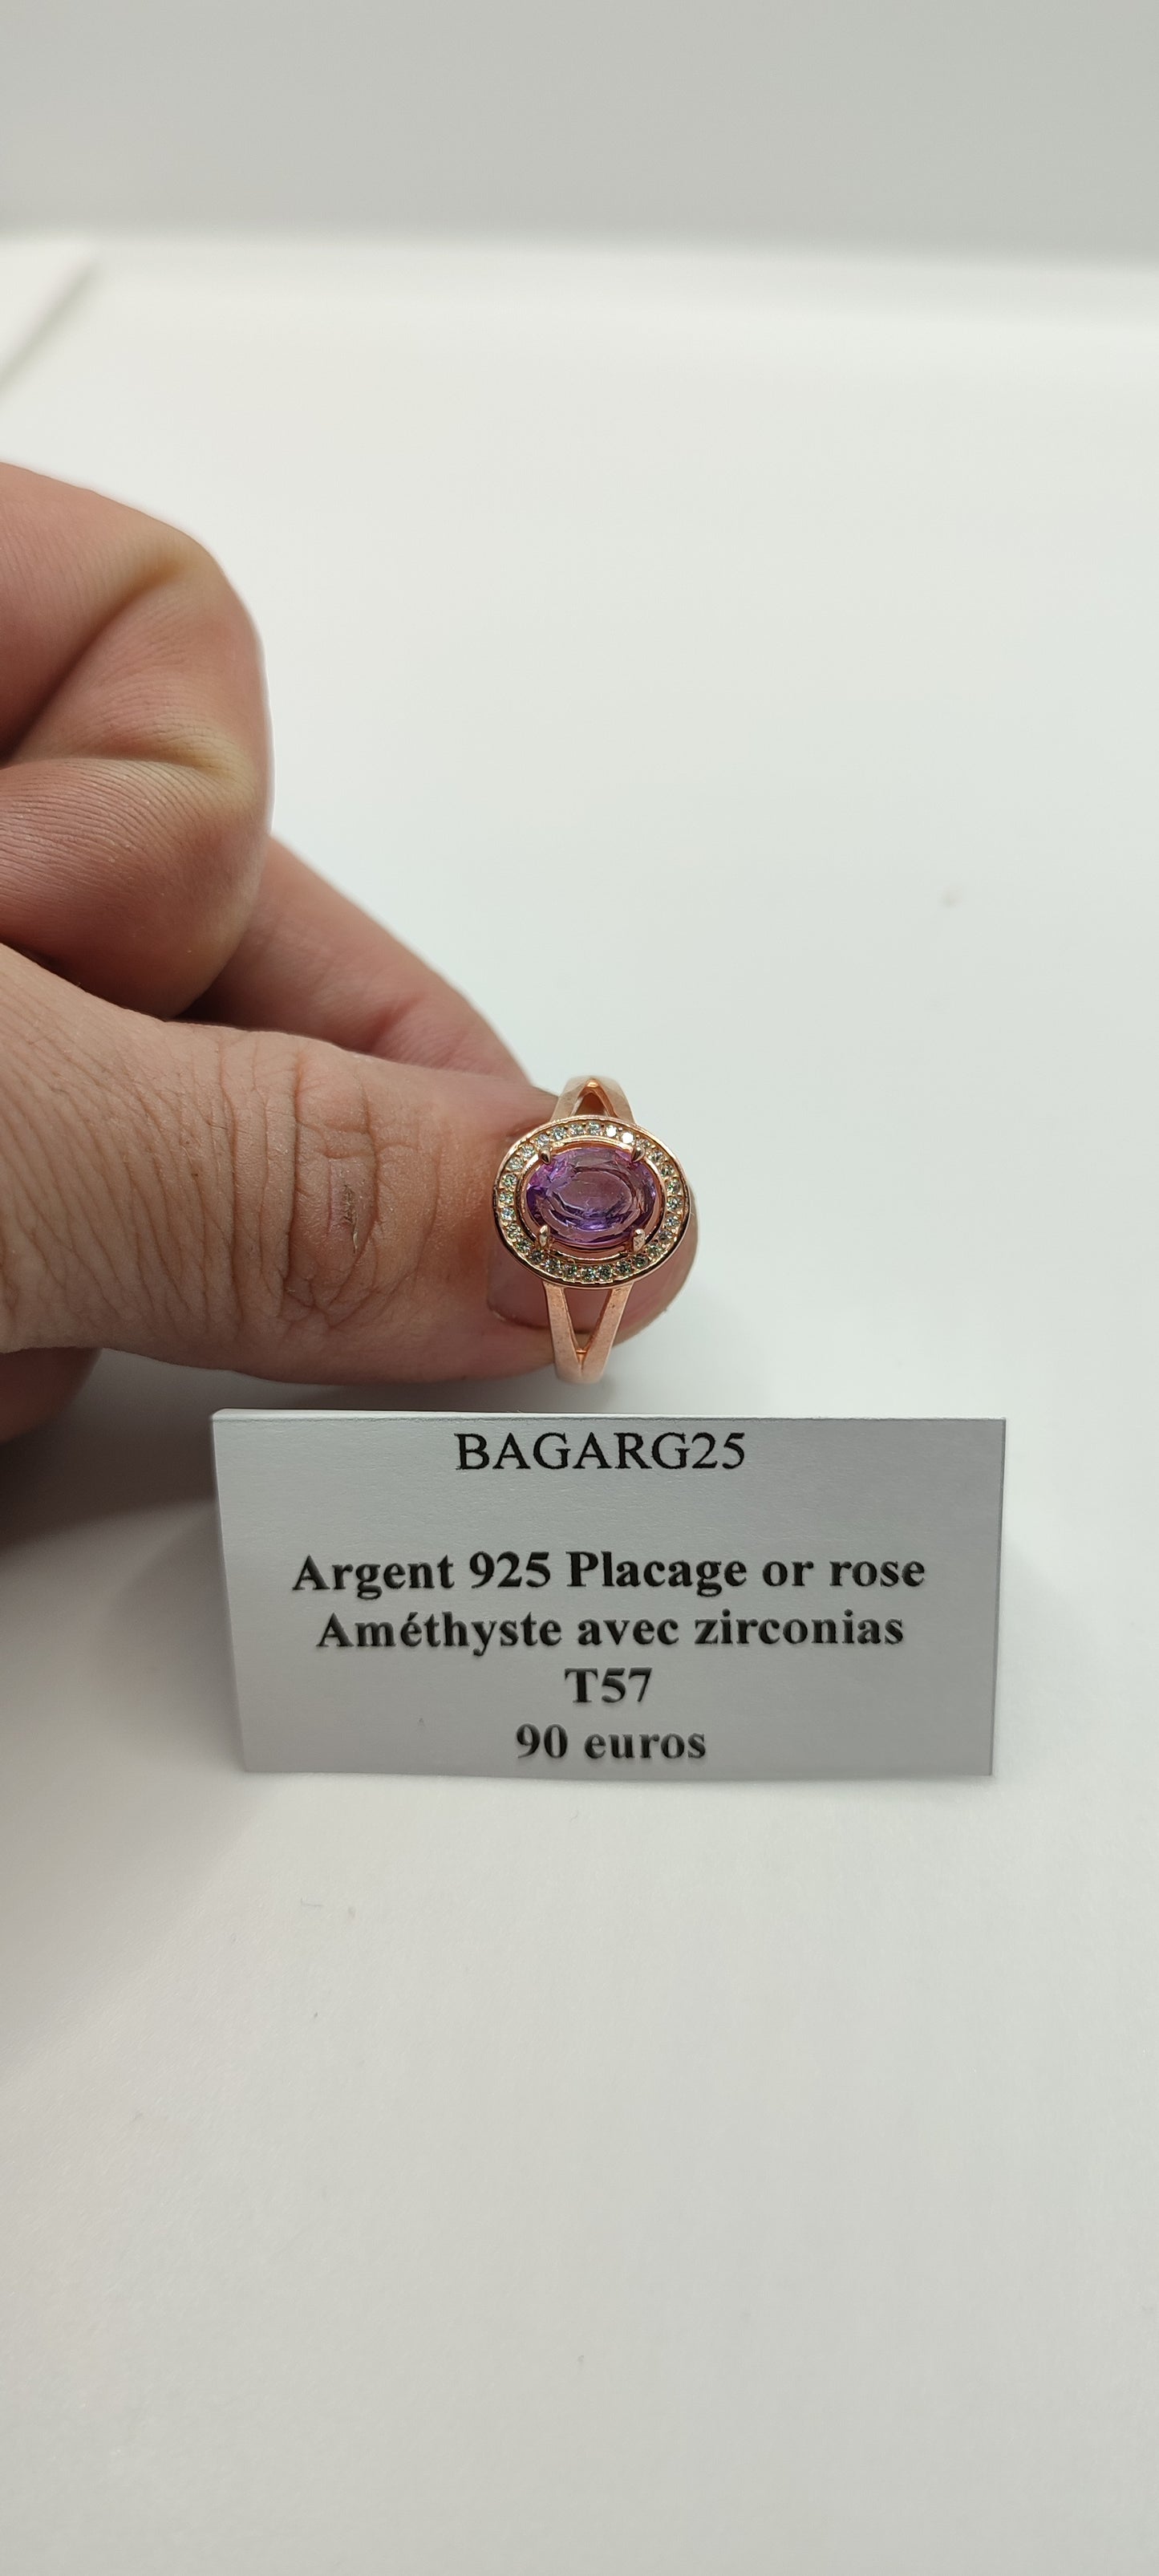 BAGARG25
Argent 925 Placage or rose
Améthyste avec zirconias
T57
90 euros